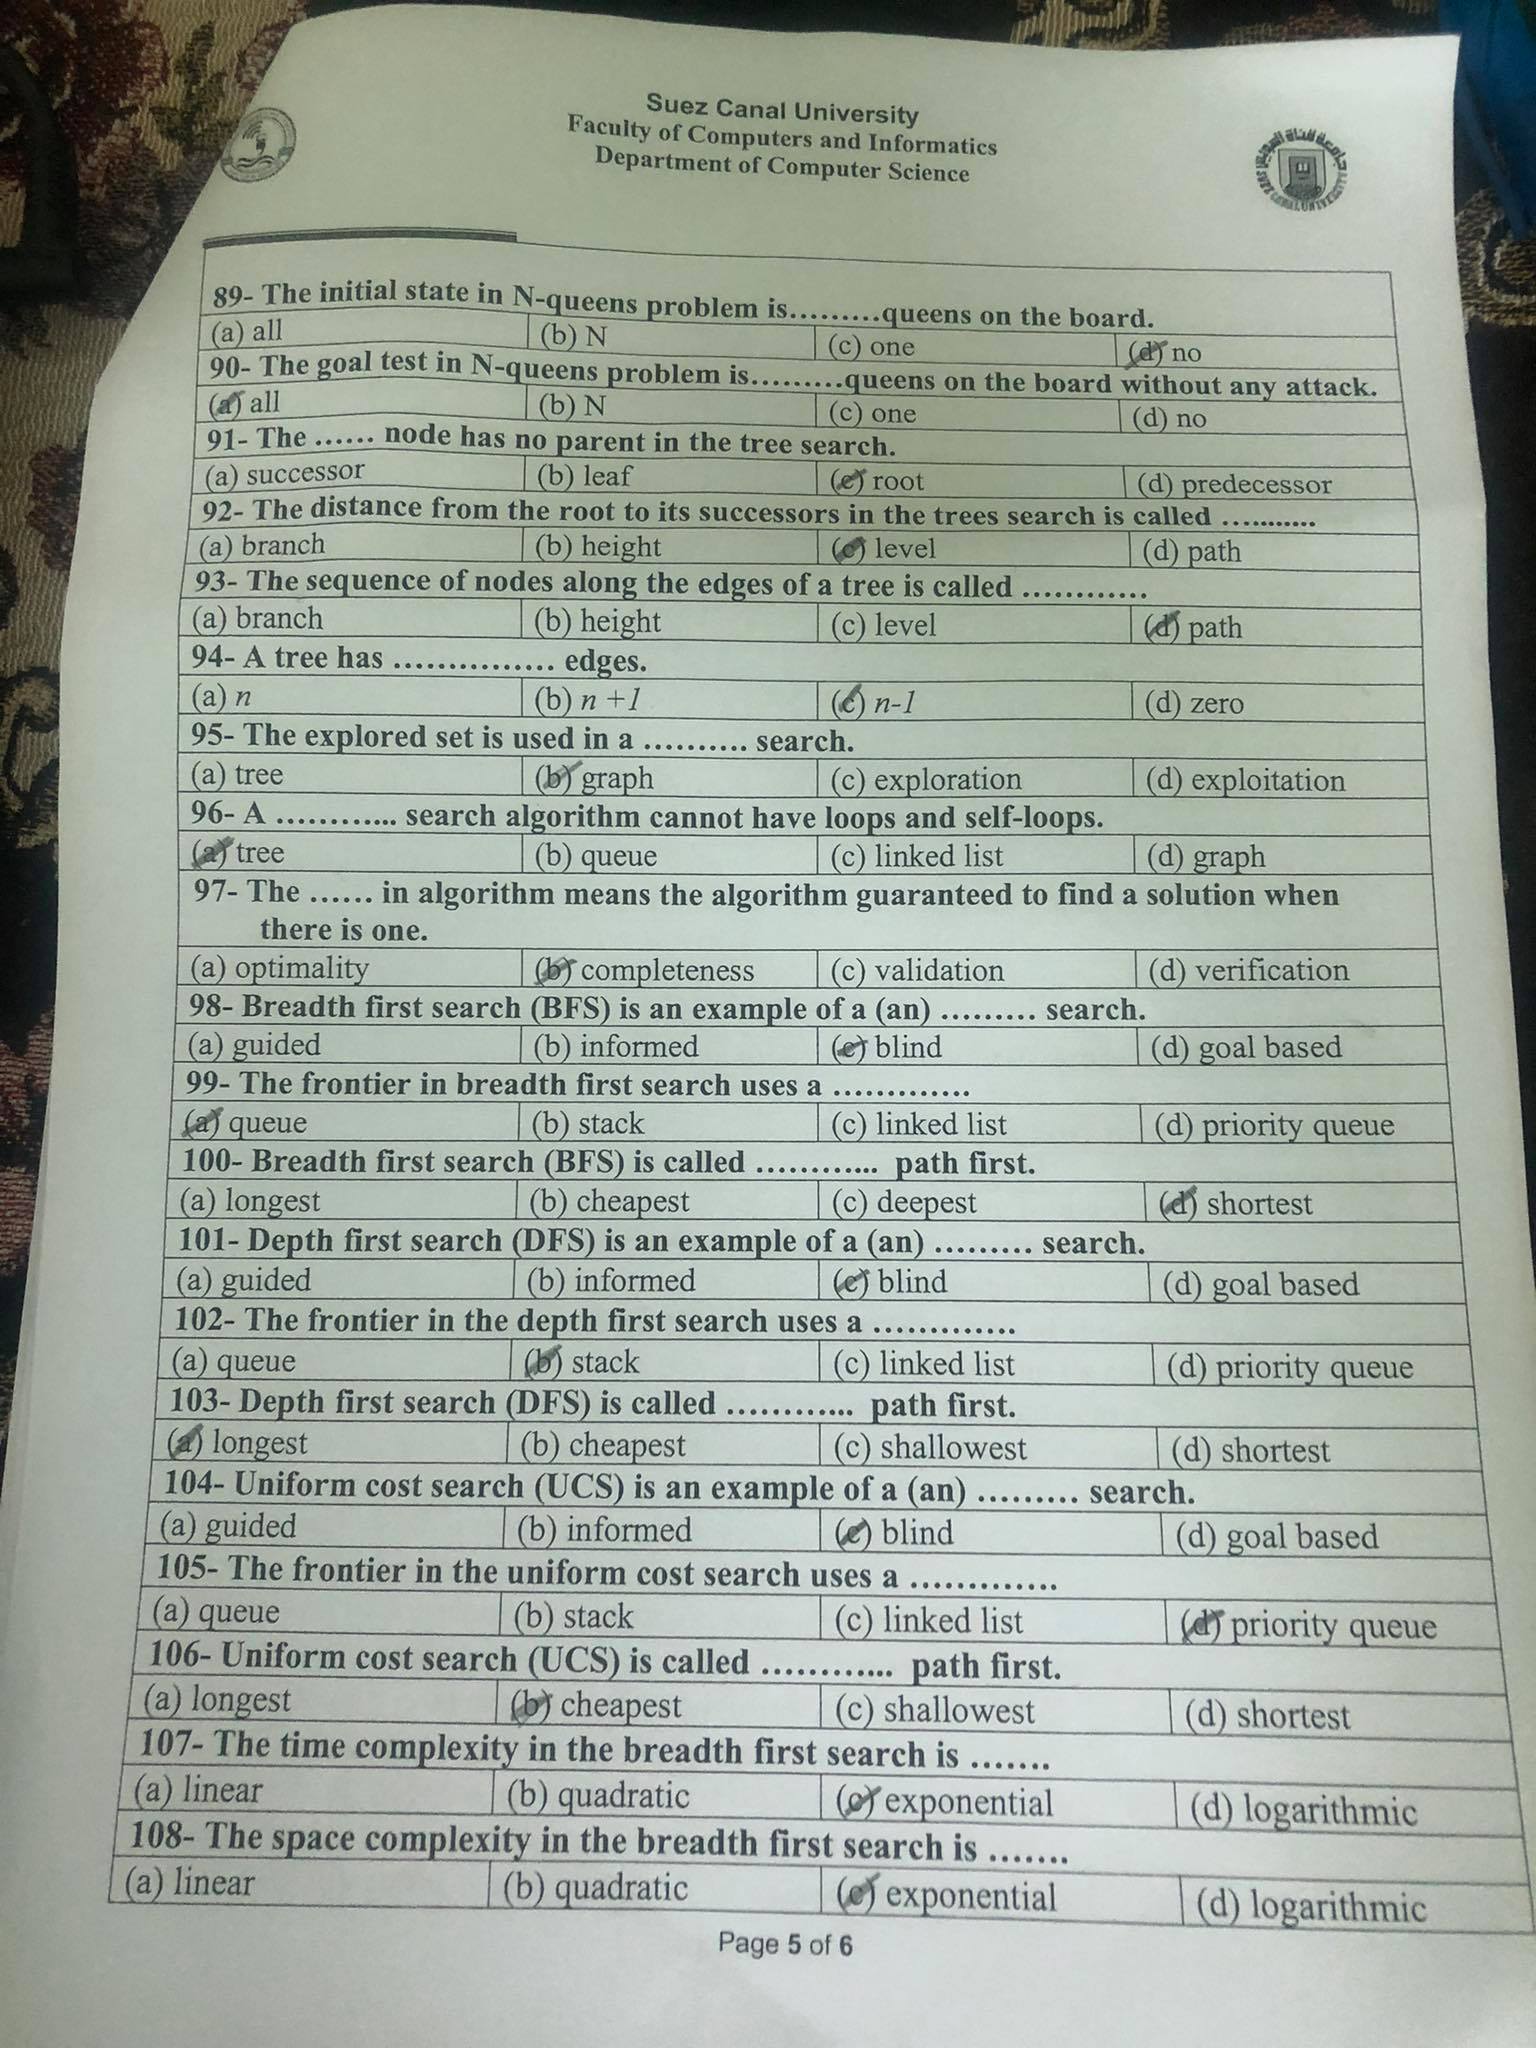 Suez Canal University
Faculty of Computers and Informatics
Department of Computer Science
89- The initial state in N-queens problem is.........queens on the board.
(a) all (b) N (c) one (d) no
90- The goal test in N-queens problem is.........queens on the board without any attack.
(a) all (b) N (c) one (d) no
91- The ...... node has no parent in the tree search.
(a) successor (b) leaf (c) root (d) predecessor
92- The distance from the root to its successors in the trees search is called ............
(a) branch (b) height (c) level (d) path
93- The sequence of nodes along the edges of a tree is called ............
(a) branch (b) height (c) level (d) path
94- A tree has ............... edges.
(a) n (b) n +1 (c) n-1 (d) zero
95- The explored set is used in a .......... search.
(a) tree (b) graph (c) exploration (d) exploitation
96- A ............ search algorithm cannot have loops and self-loops.
(a) tree (b) queue (c) linked list (d) graph
97- The ...... in algorithm means the algorithm guaranteed to find a solution when
there is one.
(a) optimality (b) completeness (c) validation (d) verification
98- Breadth first search (BFS) is an example of a (an) ......... search.
(a) guided (b) informed (c) blind (d) goal based
99- The frontier in breadth first search uses a .............
(a) queue (b) stack (c) linked list (d) priority queue
100- Breadth first search (BFS) is called ............ path first.
(a) longest (b) cheapest (c) deepest (d) shortest
101- Depth first search (DFS) is an example of a (an) ......... search.
(a) guided (b) informed (c) blind (d) goal based
102- The frontier in the depth first search uses a .............
(a) queue (b) stack (c) linked list (d) priority queue
103- Depth first search (DFS) is called ............ path first.
(a) longest (b) cheapest (c) shallowest (d) shortest
104- Uniform cost search (UCS) is an example of a (an) ......... search.
(a) guided (b) informed (c) blind (d) goal based
105- The frontier in the uniform cost search uses a .............
(a) queue (b) stack (c) linked list (d) priority queue
106- Uniform cost search (UCS) is called ............ path first.
(a) longest (b) cheapest (c) shallowest (d) shortest
107- The time complexity in the breadth first search is .......
(a) linear (b) quadratic (c) exponential (d) logarithmic
108- The space complexity in the breadth first search is .......
(a) linear (b) quadratic (c) exponential (d) logarithmic
Page 5 of 6